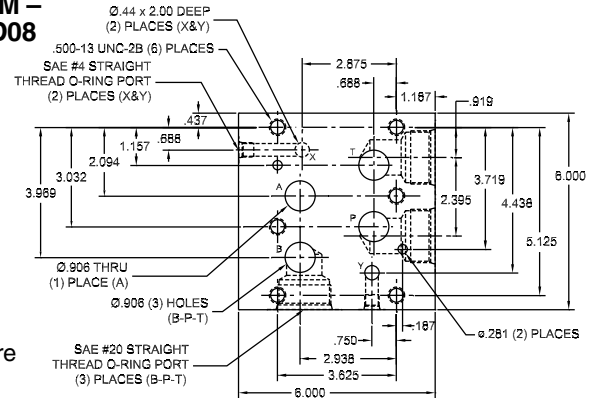 M –
D08
Ø.44 x 2.00 DEEP
(2) PLACES (X&Y)
.500-13 UNC-2B (6) PLACES
SAE #4 STRAIGHT
THREAD O-RING PORT
(2) PLACES (X&Y)
2.875
.688
1.187
.919
.437
.688
1.157
2.094
3.032
3.969
X
T
A
P
B
Y
3.719
2.395
4.438
5.125
6.000
Ø.906 THRU
(1) PLACE (A)
Ø.906 (3) HOLES
(B-P-T)
.187
ø.281 (2) PLACES
.750
2.938
3.625
6.000
re
SAE #20 STRAIGHT
THREAD O-RING PORT
(3) PLACES (B-P-T)